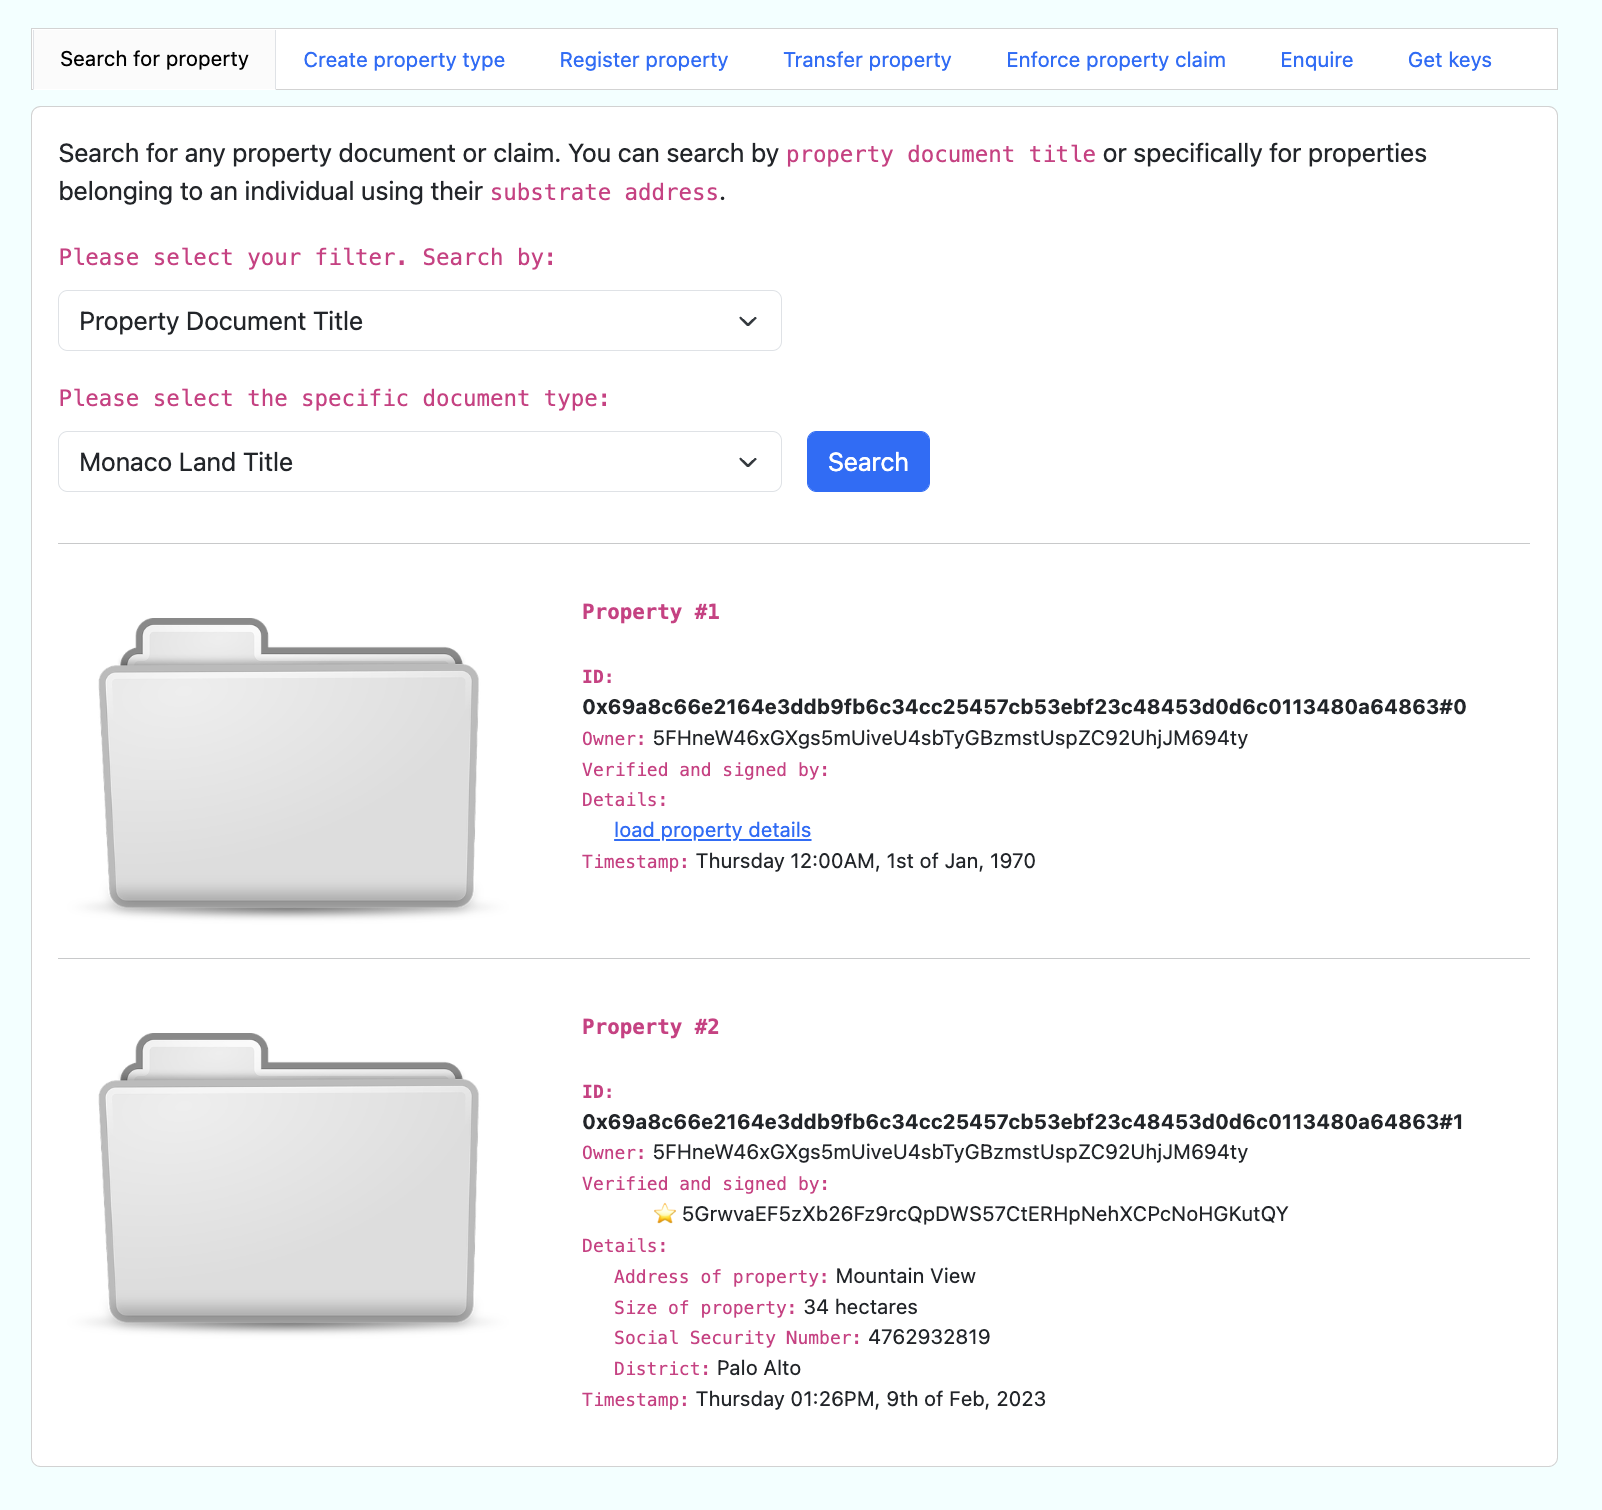 Search for property
Create property type
Register property
Transfer property
Enforce property claim
Enquire
Get keys
Search for any property document or claim. You can search by property document title or specifically for properties
belonging to an individual using their substrate address.
Please select your filter. Search by:
Property Document Title
Please select the specific document type:
Monaco Land Title
Search
Property #1
ID:
0x69a8c66e2164e3ddb9fb6c34cc25457cb53ebf23c48453d0d6c0113480a64863#0
Owner: 5FHneW46xGXgs5mUiveU4sbTyGBzmstUspZC92UhjJM694ty
Verified and signed by:
Details:
load property details
Timestamp: Thursday 12:00AM, 1st of Jan, 1970
Property #2
ID:
0x69a8c66e2164e3ddb9fb6c34cc25457cb53ebf23c48453d0d6c0113480a64863#1
Owner: 5FHneW46xGXgs5mUiveU4sbTyGBzmstUspZC92UhjJM694ty
Verified and signed by:
⭐ 5GrwvaEF5zXb26Fz9rcQpDWS57CtERHpNehXCPcNoHGKutQY
Details:
Address of property: Mountain View
Size of property: 34 hectares
Social Security Number: 4762932819
District: Palo Alto
Timestamp: Thursday 01:26PM, 9th of Feb, 2023